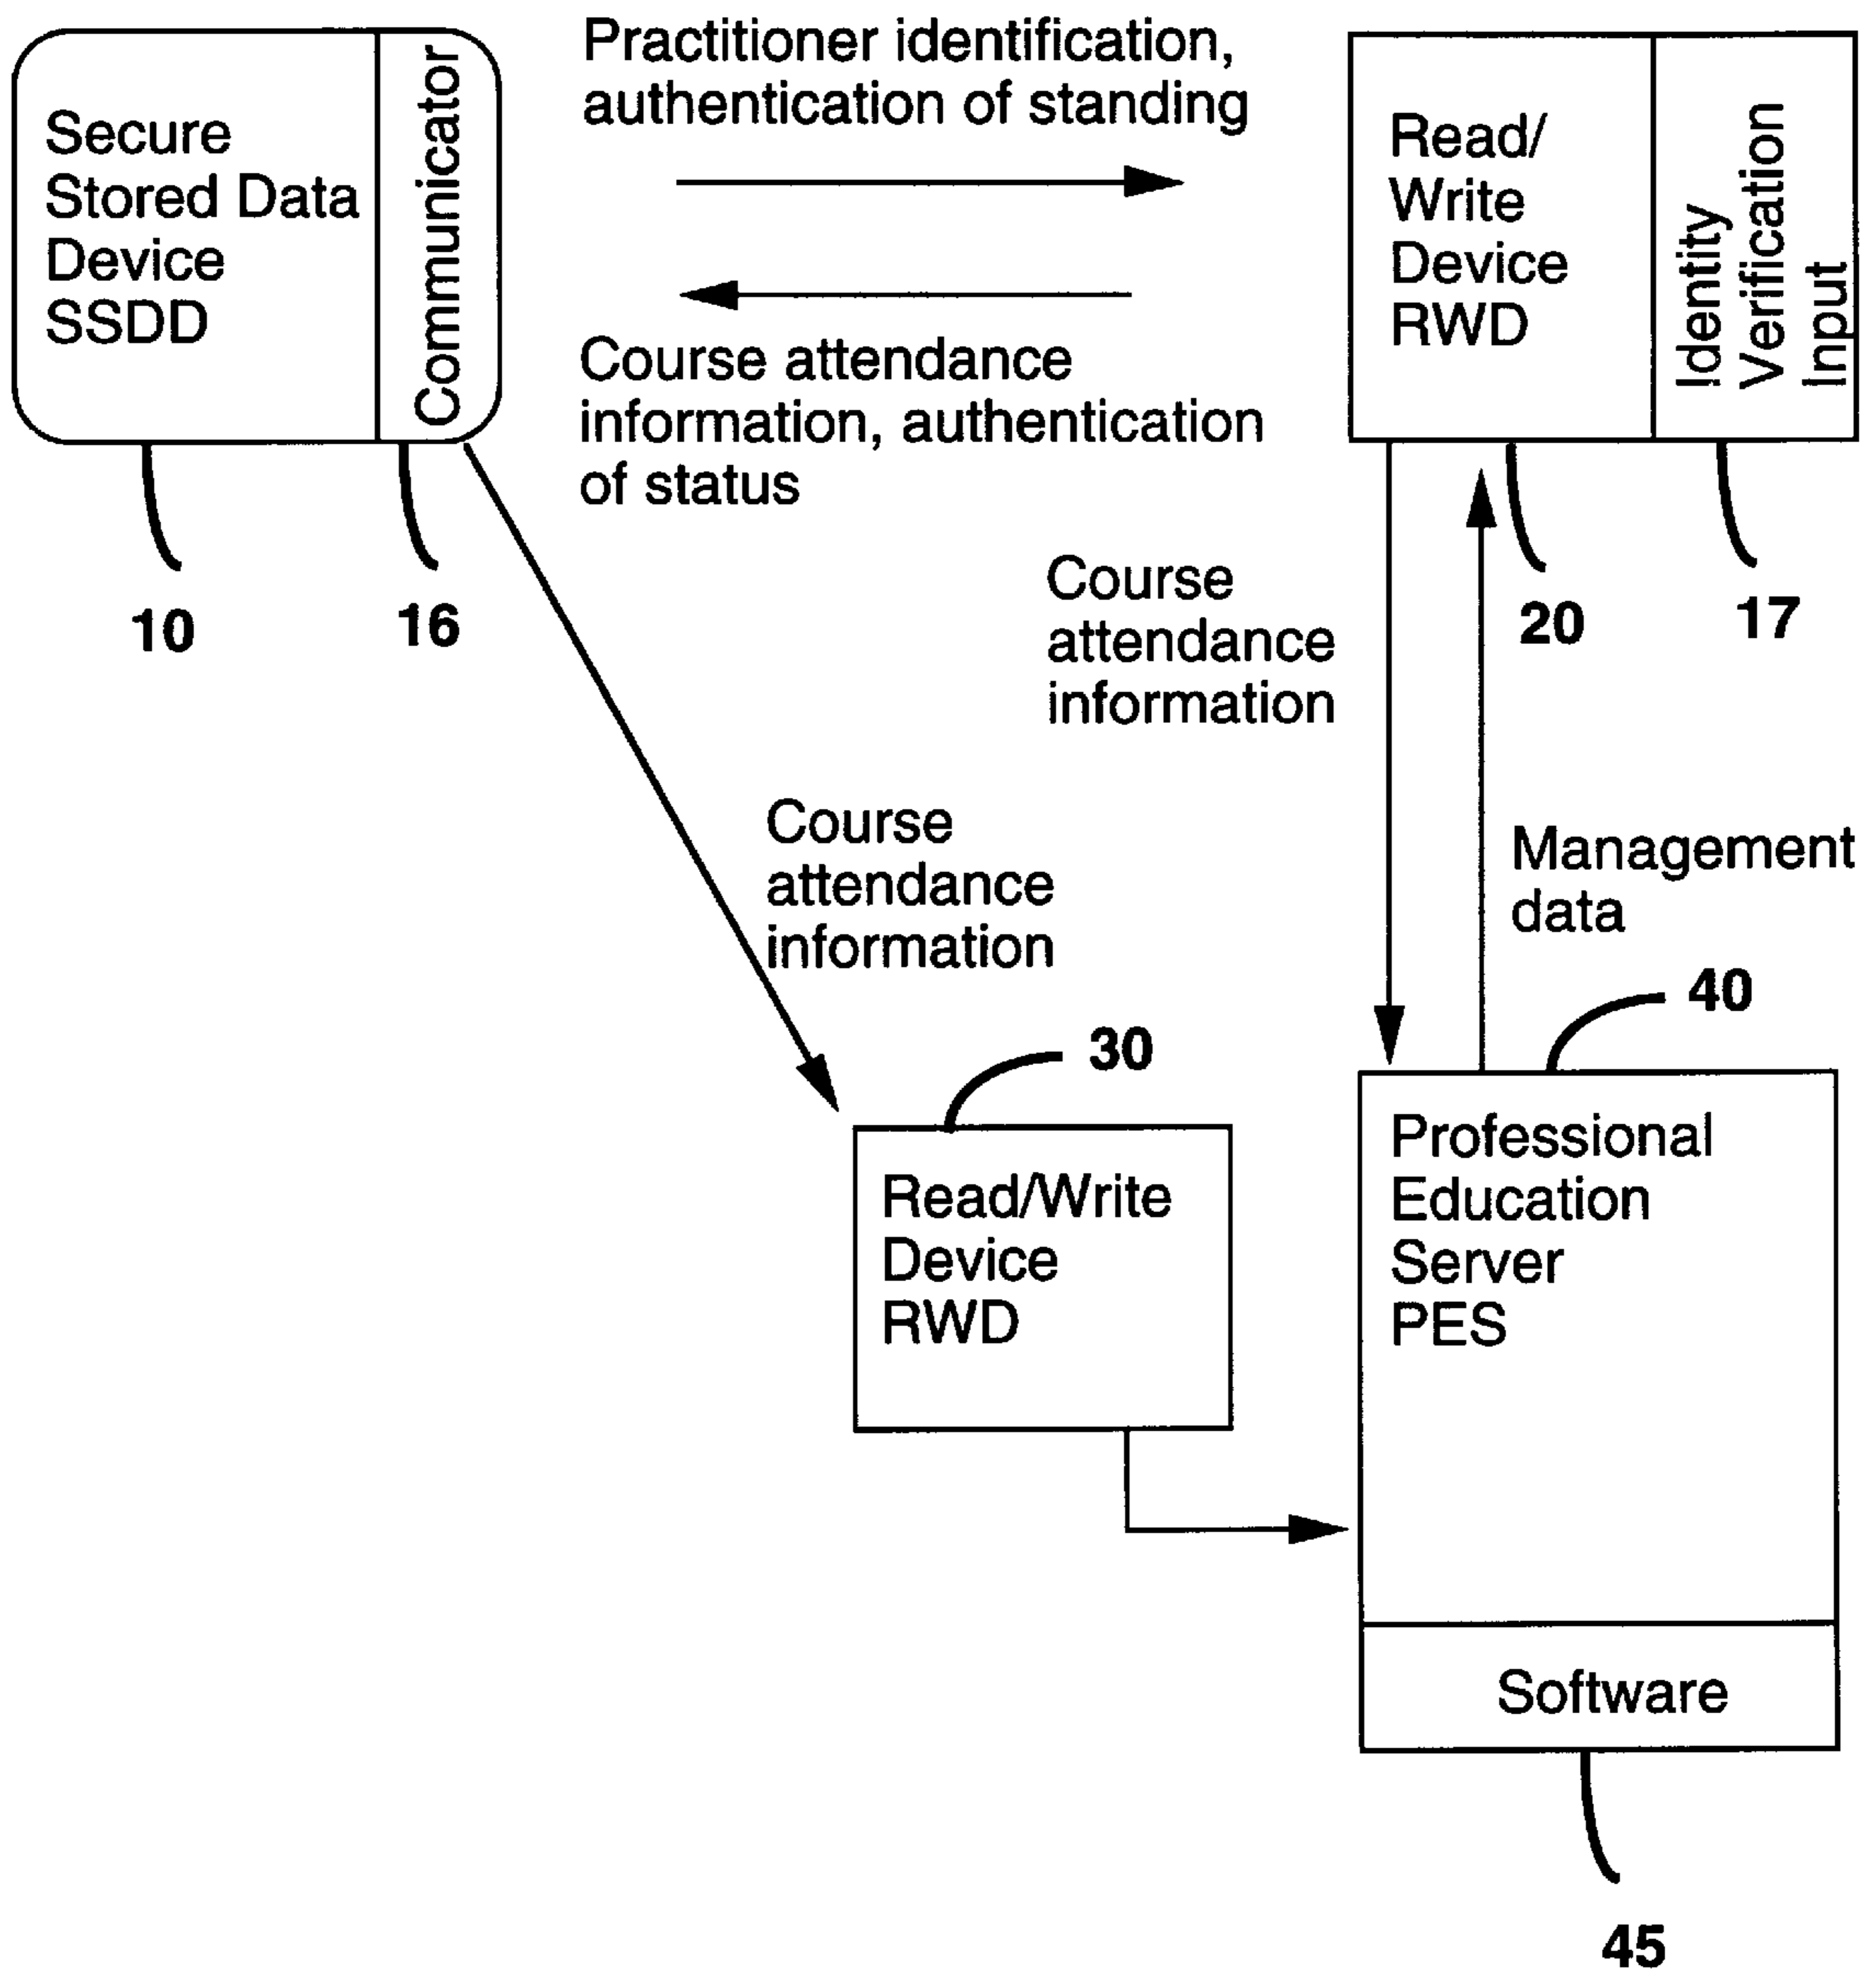 Secure
Stored Data
Device
SSDD
Communicator
Practitioner identification,
authentication of standing
Course attendance
information, authentication
of status
Read/
Write
Device
RWD
Identity
Verification
Input
10
16
20
17
Course
attendance
information
Course
attendance
information
Management
data
40
30
Read/Write
Device
RWD
Professional
Education
Server
PES
Software
45